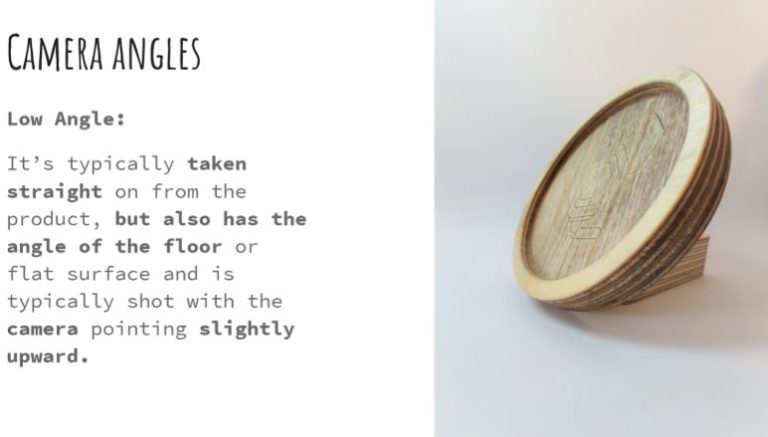 Camera angles
Low Angle:
It’s typically taken
straight on from the
product, but also has the
angle of the floor or
flat surface and is
typically shot with the
camera pointing slightly
upward.